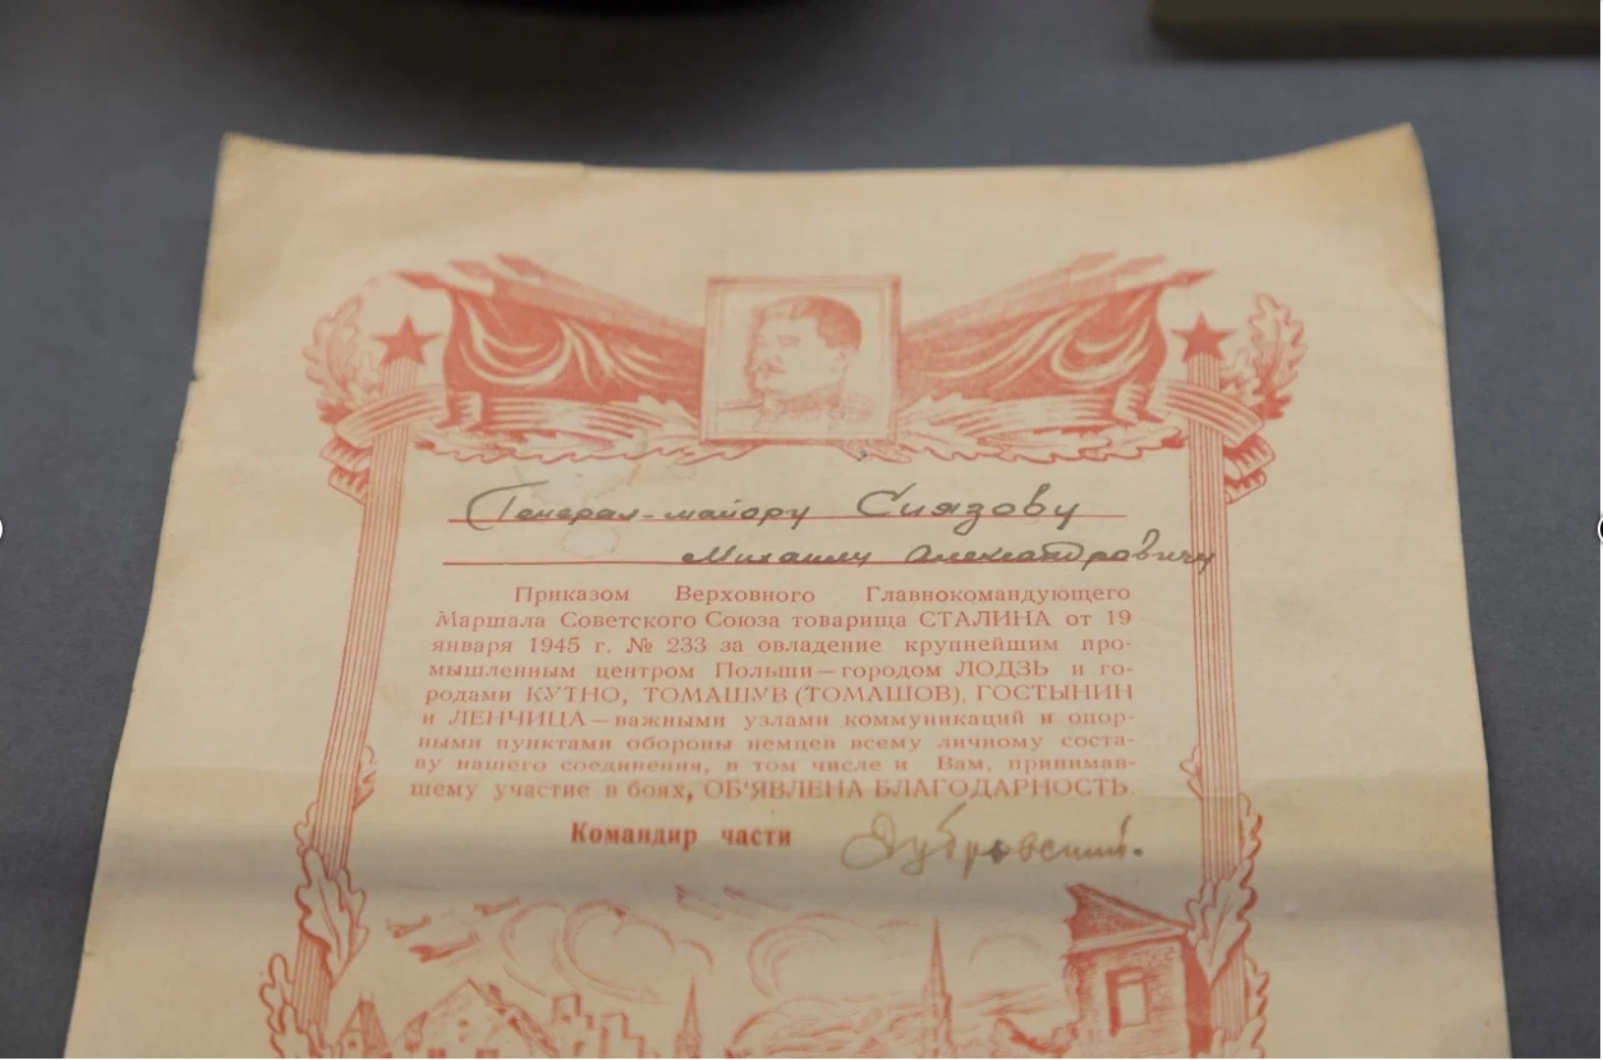 Генерал-майору Сиязову
Михаилу Александровичу
Приказом Верховного Главнокомандующего
Маршала Советского Союза товарища СТАЛИНА от 19
января 1945 г. № 233 за овладение крупнейшим про-
мышленным центром Польши—городом ЛОДЗЬ и го-
родами КУТНО, ТОМАШУВ (ТОМАШОВ), ГОСТЫНИН
и ЛЕНЧИЦА—важными узлами коммуникаций и опор-
ными пунктами обороны немцев всему личному соста-
ву нашего соединения, в том числе и Вам, принимав-
шему участие в боях, ОБ'ЯВЛЕНА БЛАГОДАРНОСТЬ.
Командир части Дубровский.